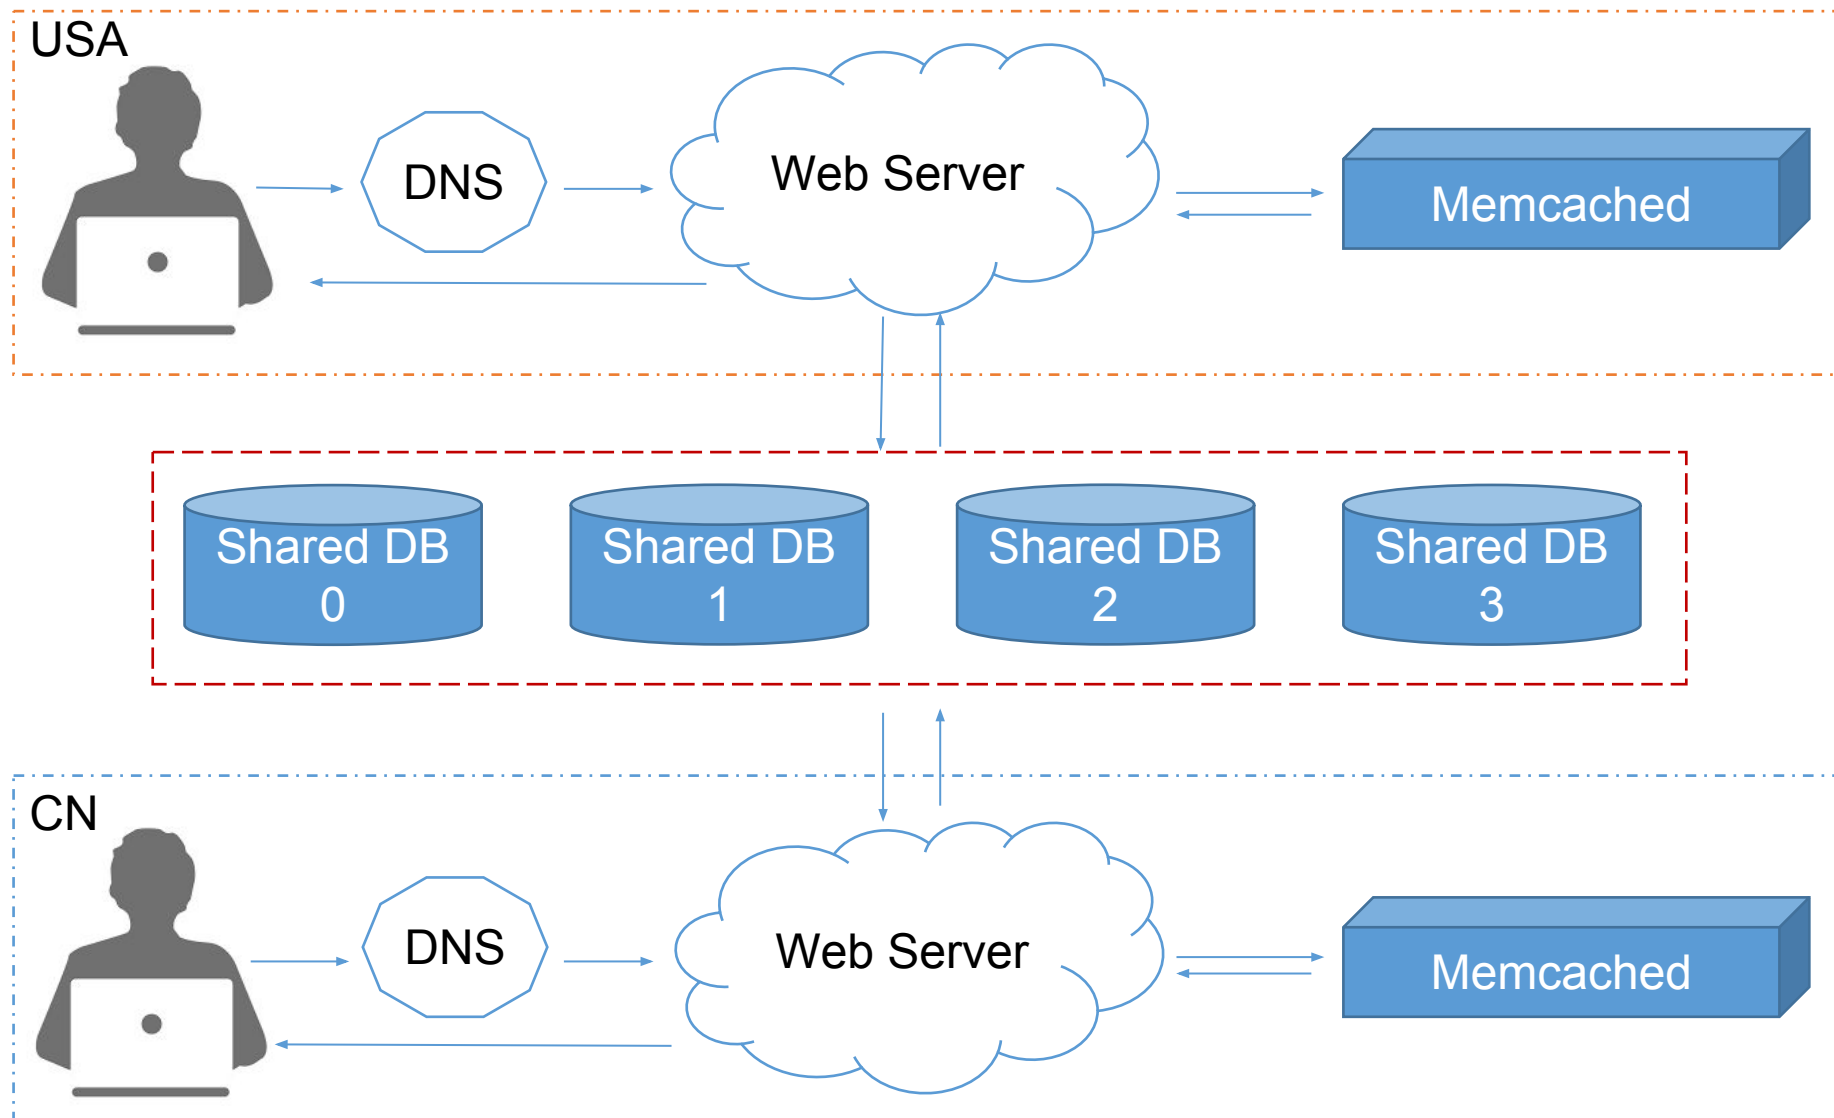 USA
DNS
Web Server
Memcached
Shared DB
0
Shared DB
1
Shared DB
2
Shared DB
3
CN
DNS
Web Server
Memcached